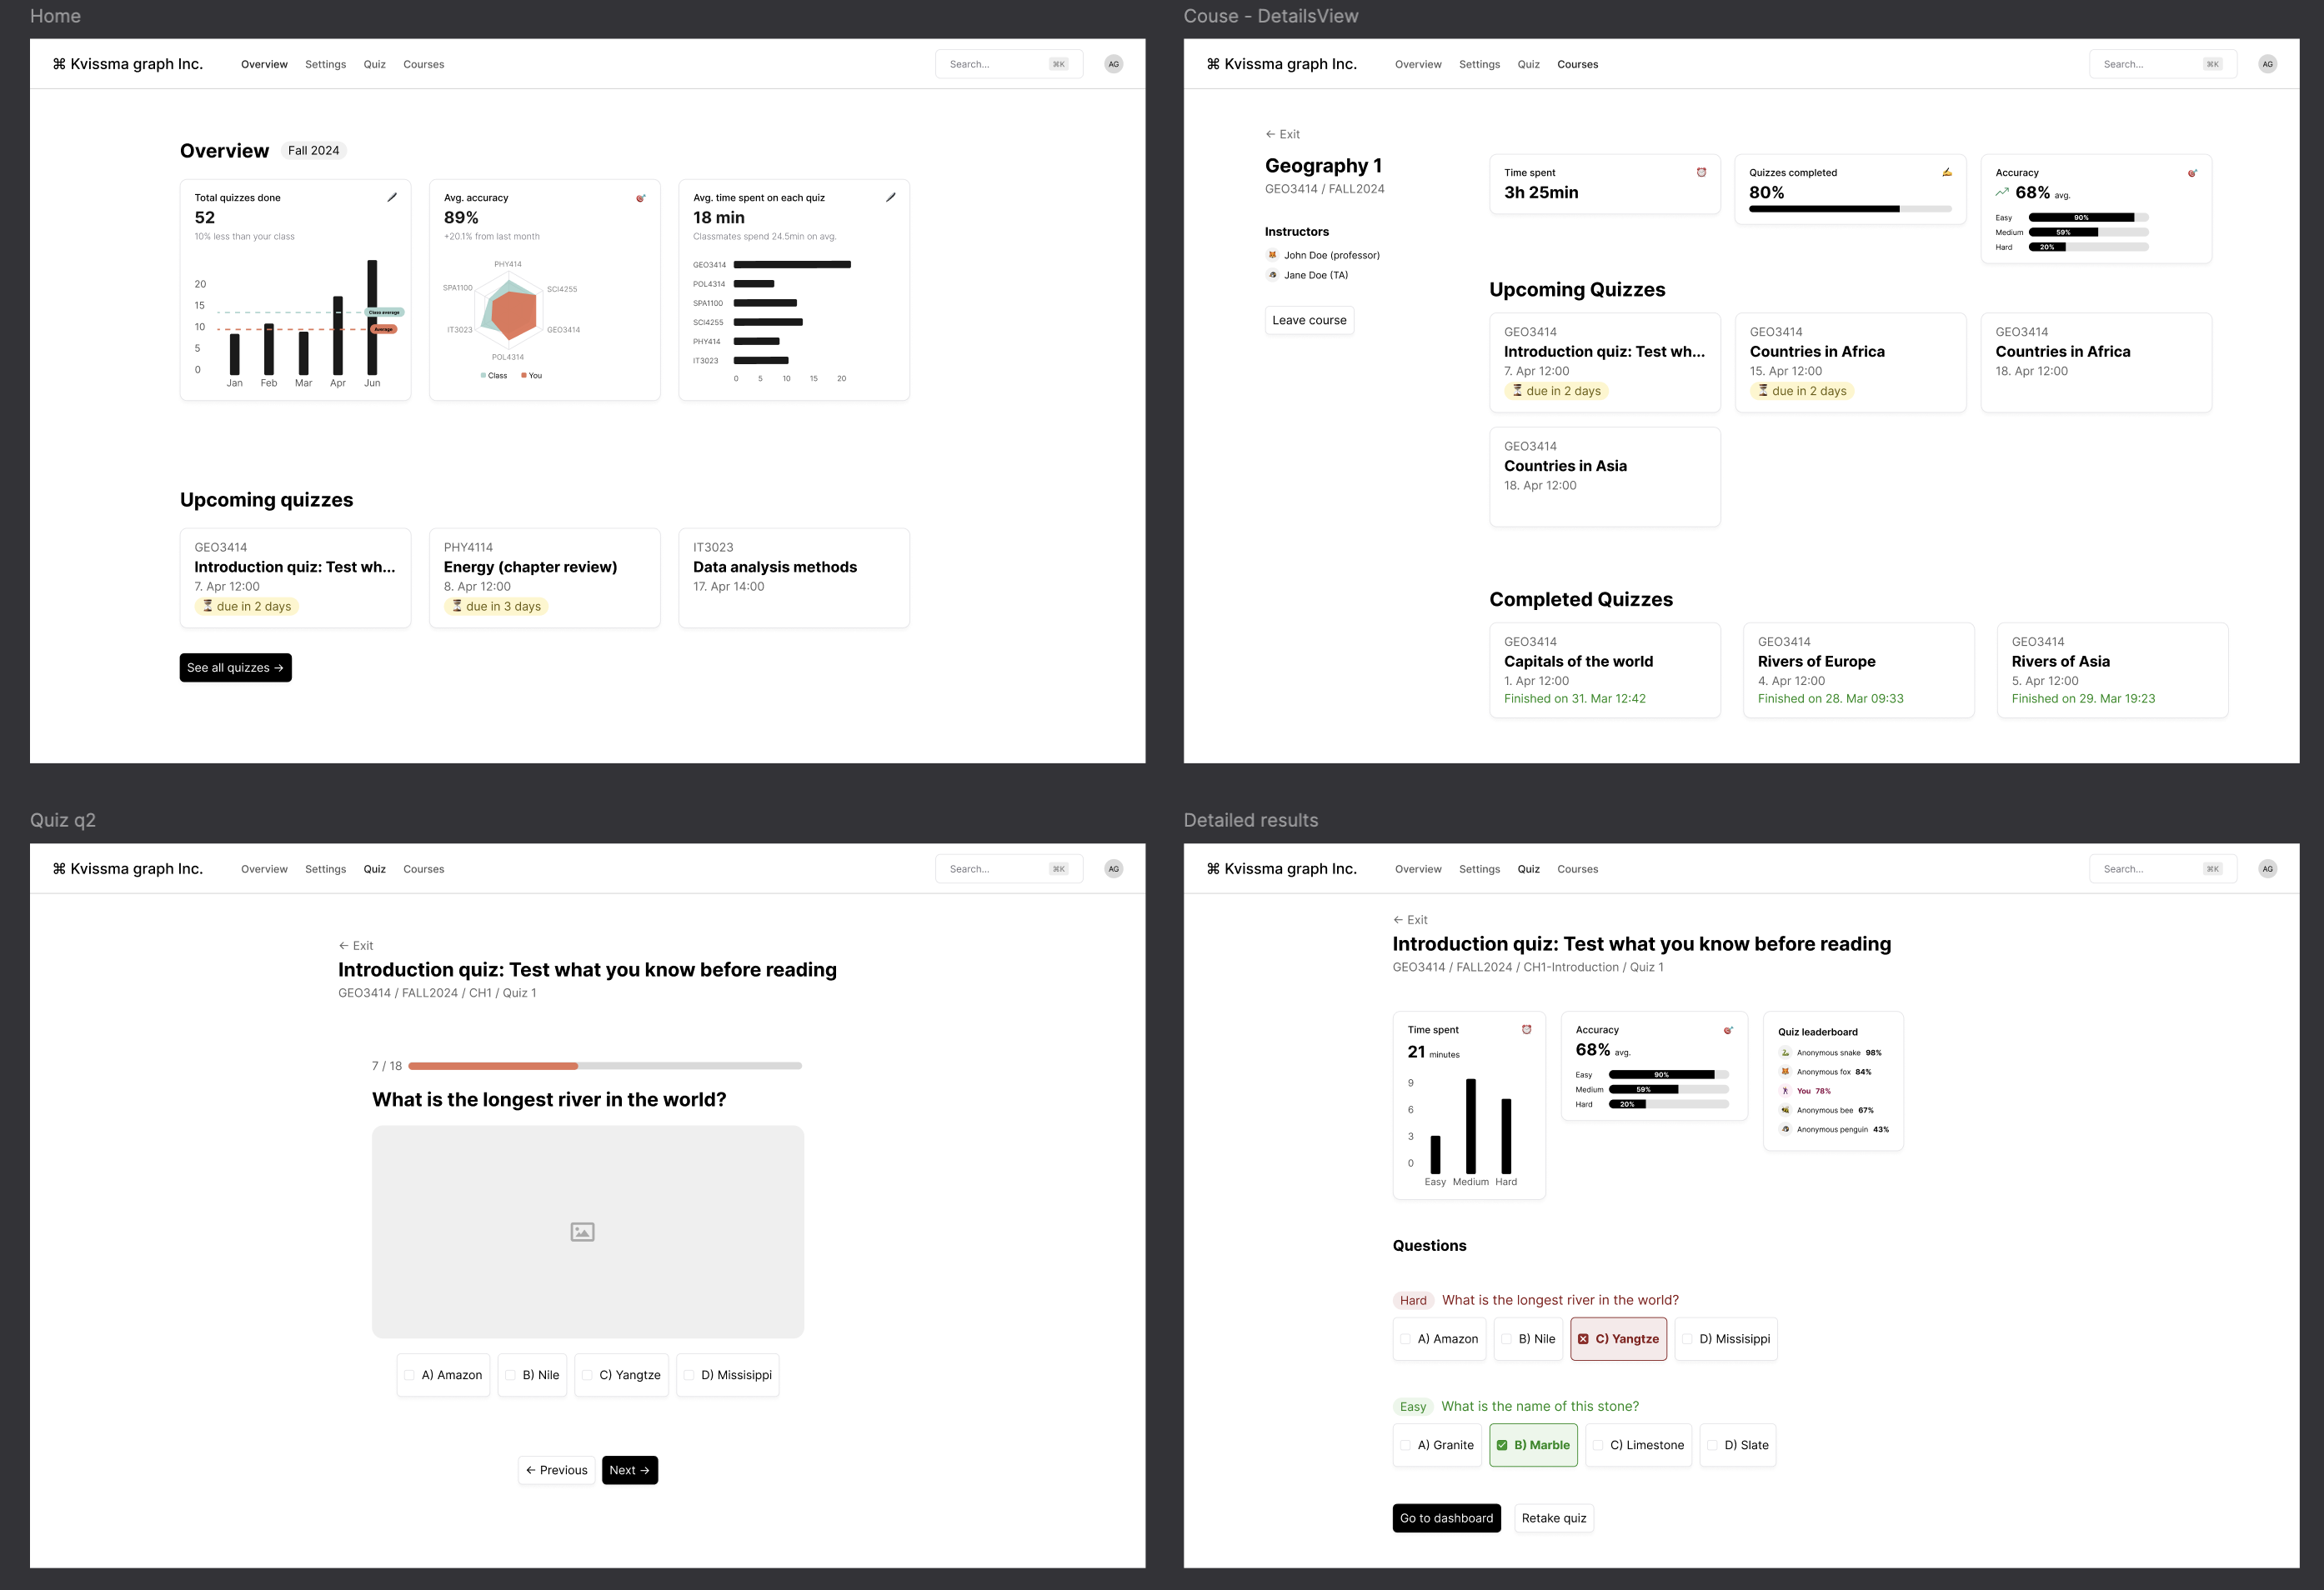 Home
⌘ Kvissma graph Inc. Overview Settings Quiz Courses Search... ⌘K AG
Overview Fall 2024
Total quizzes done
52
10% less than your class
20
15
10
5
0
Class average
Average
Jan Feb Mar Apr Jun
Avg. accuracy
89%
+20.1% from last month
PHY414
SPA1100 SCI4255
IT3023 GEO3414
POL4314
Class You
Avg. time spent on each quiz
18 min
Classmates spend 24.5min on avg.
GEO3414
POL4314
SPA1100
SCI4255
PHY414
IT3023
0 5 10 15 20
Upcoming quizzes
GEO3414
Introduction quiz: Test wh...
7. Apr 12:00
due in 2 days
PHY4114
Energy (chapter review)
8. Apr 12:00
due in 3 days
IT3023
Data analysis methods
17. Apr 14:00
See all quizzes →
Couse - DetailsView
⌘ Kvissma graph Inc. Overview Settings Quiz Courses Search... ⌘K AG
← Exit
Geography 1
GEO3414 / FALL2024
Instructors
John Doe (professor)
Jane Doe (TA)
Leave course
Time spent
3h 25min
Quizzes completed
80%
Accuracy
68% avg.
Easy 90%
Medium 59%
Hard 20%
Upcoming Quizzes
GEO3414
Introduction quiz: Test wh...
7. Apr 12:00
due in 2 days
GEO3414
Countries in Africa
15. Apr 12:00
due in 2 days
GEO3414
Countries in Africa
18. Apr 12:00
GEO3414
Countries in Asia
18. Apr 12:00
Completed Quizzes
GEO3414
Capitals of the world
1. Apr 12:00
Finished on 31. Mar 12:42
GEO3414
Rivers of Europe
4. Apr 12:00
Finished on 28. Mar 09:33
GEO3414
Rivers of Asia
5. Apr 12:00
Finished on 29. Mar 19:23
Quiz q2
⌘ Kvissma graph Inc. Overview Settings Quiz Courses Search... ⌘K AG
← Exit
Introduction quiz: Test what you know before reading
GEO3414 / FALL2024 / CH1 / Quiz 1
7 / 18
What is the longest river in the world?
A) Amazon B) Nile C) Yangtze D) Missisippi
← Previous Next →
Detailed results
⌘ Kvissma graph Inc. Overview Settings Quiz Courses Search... ⌘K AG
← Exit
Introduction quiz: Test what you know before reading
GEO3414 / FALL2024 / CH1-Introduction / Quiz 1
Time spent
21 minutes
9
6
3
0
Easy Medium Hard
Accuracy
68% avg.
Easy 90%
Medium 59%
Hard 20%
Quiz leaderboard
Anonymous snake 98%
Anonymous fox 84%
You 78%
Anonymous bee 67%
Anonymous penguin 43%
Questions
Hard What is the longest river in the world?
A) Amazon B) Nile C) Yangtze D) Missisippi
Easy What is the name of this stone?
A) Granite B) Marble C) Limestone D) Slate
Go to dashboard Retake quiz